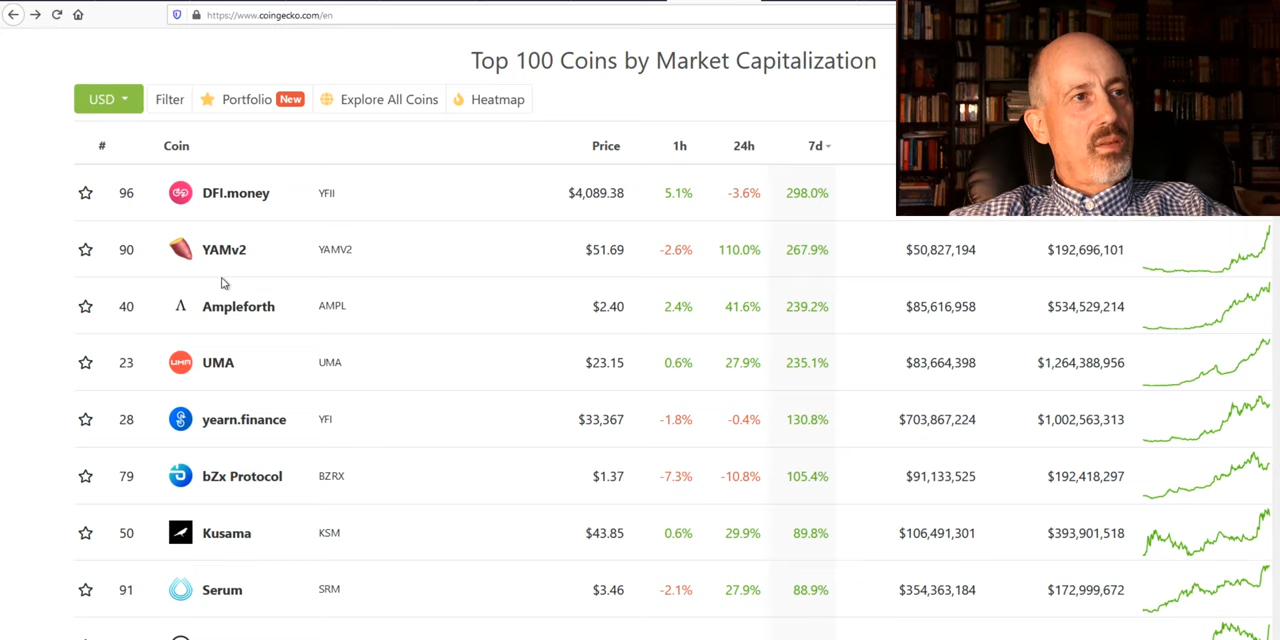 https://www.coingecko.com/en
Top 100 Coins by Market Capitalization
USD Filter Portfolio New Explore All Coins Heatmap
# Coin Price 1h 24h 7d
96 DFI.money YFII $4,089.38 5.1% -3.6% 298.0%
90 YAMv2 YAMV2 $51.69 -2.6% 110.0% 267.9% $50,827,194 $192,696,101
Λ
40 Ampleforth AMPL $2.40 2.4% 41.6% 239.2% $85,616,958 $534,529,214
UMA
23 UMA UMA $23.15 0.6% 27.9% 235.1% $83,664,398 $1,264,388,956
28 yearn.finance YFI $33,367 -1.8% -0.4% 130.8% $703,867,224 $1,002,563,313
79 bZx Protocol BZRX $1.37 -7.3% -10.8% 105.4% $91,133,525 $192,418,297
50 Kusama KSM $43.85 0.6% 29.9% 89.8% $106,491,301 $393,901,518
91 Serum SRM $3.46 -2.1% 27.9% 88.9% $354,363,184 $172,999,672